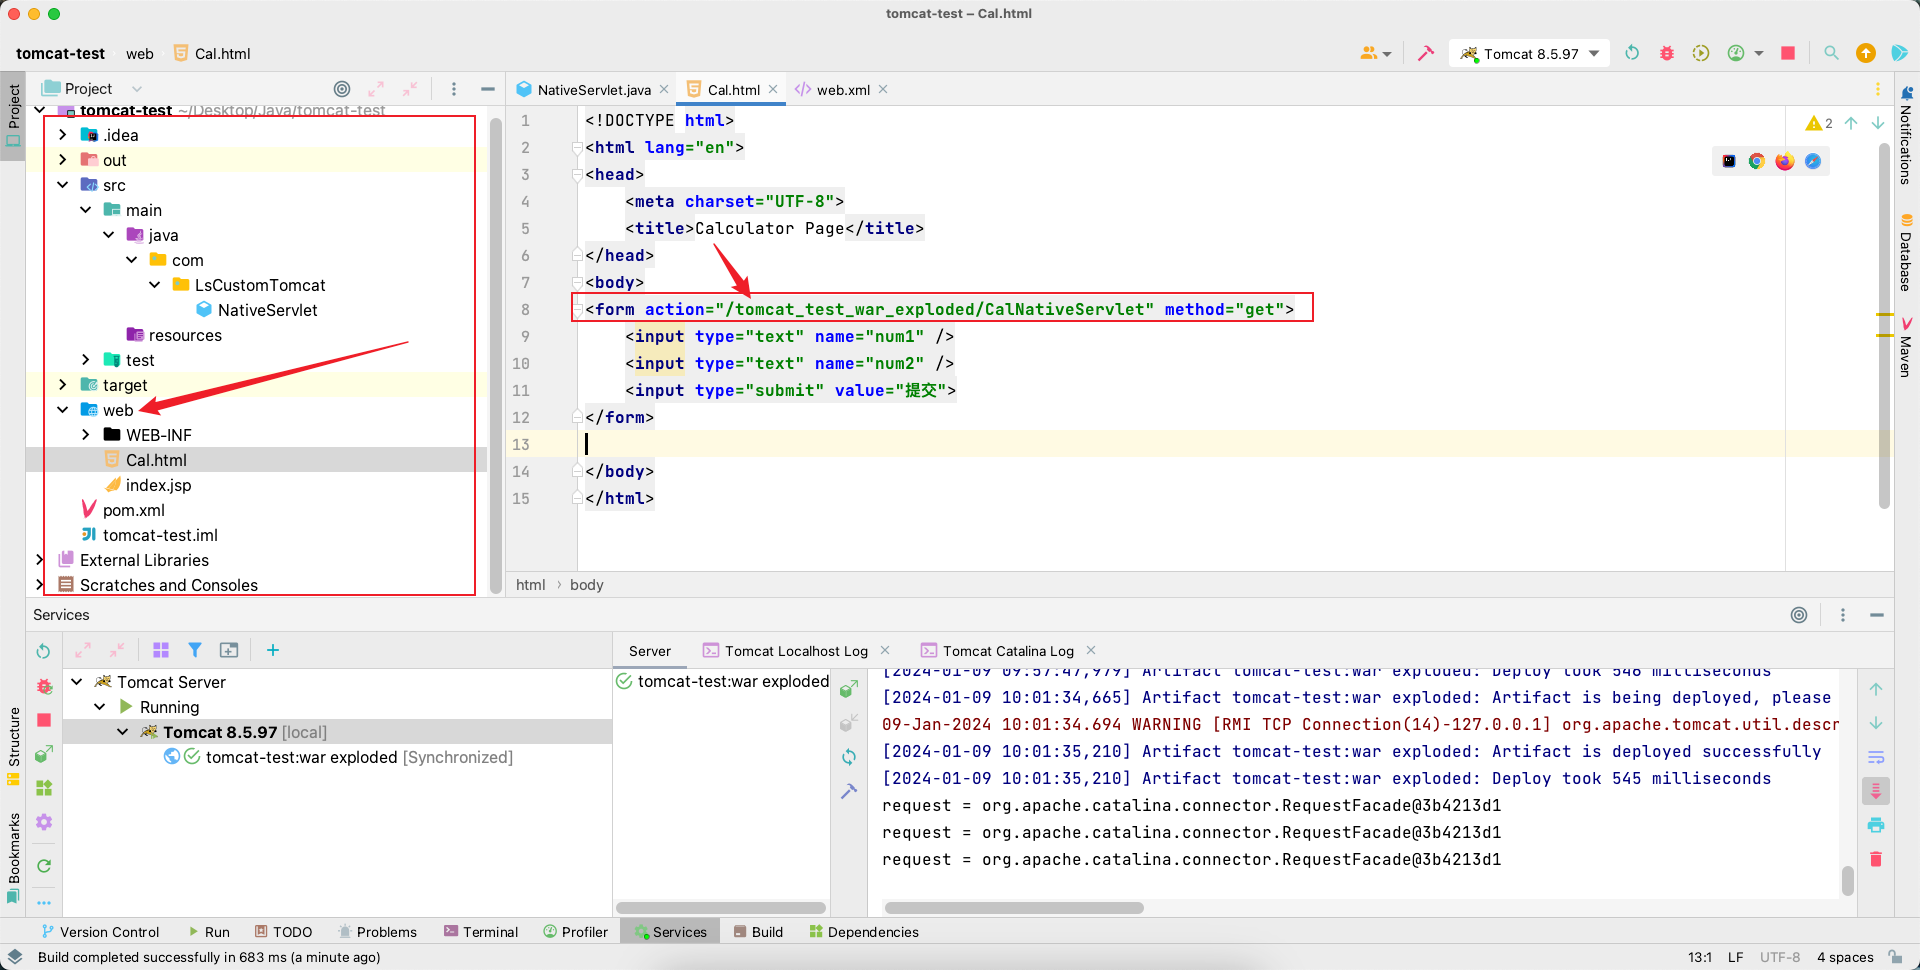 tomcat-test – Cal.html
tomcat-test web Cal.html
Tomcat 8.5.97
Project
Project
tomcat-test ~/Desktop/Java/tomcat-test
.idea
out
src
main
java
com
LsCustomTomcat
NativeServlet
resources
test
target
web
WEB-INF
Cal.html
index.jsp
pom.xml
tomcat-test.iml
External Libraries
Scratches and Consoles
NativeServlet.java
Cal.html
web.xml
2
1 <!DOCTYPE html>
2 <html lang="en">
3 <head>
4 <meta charset="UTF-8">
5 <title>Calculator Page</title>
6 </head>
7 <body>
8 <form action="/tomcat_test_war_exploded/CalNativeServlet" method="get">
9 <input type="text" name="num1" />
10 <input type="text" name="num2" />
11 <input type="submit" value="提交">
12 </form>
13
14 </body>
15 </html>
html › body
Notifications
Database
Maven
Services
Structure
Bookmarks
Tomcat Server
Running
Tomcat 8.5.97 [local]
tomcat-test:war exploded [Synchronized]
Server
Tomcat Localhost Log
Tomcat Catalina Log
tomcat-test:war exploded
[2024-01-09 09:57:47,979] Artifact tomcat-test:war exploded: Deploy took 546 milliseconds
[2024-01-09 10:01:34,665] Artifact tomcat-test:war exploded: Artifact is being deployed, please
09-Jan-2024 10:01:34.694 WARNING [RMI TCP Connection(14)-127.0.0.1] org.apache.tomcat.util.descr
[2024-01-09 10:01:35,210] Artifact tomcat-test:war exploded: Artifact is deployed successfully
[2024-01-09 10:01:35,210] Artifact tomcat-test:war exploded: Deploy took 545 milliseconds
request = org.apache.catalina.connector.RequestFacade@3b4213d1
request = org.apache.catalina.connector.RequestFacade@3b4213d1
request = org.apache.catalina.connector.RequestFacade@3b4213d1
Version Control Run TODO Problems Terminal Profiler Services Build Dependencies
Build completed successfully in 683 ms (a minute ago)
13:1 LF UTF-8 4 spaces